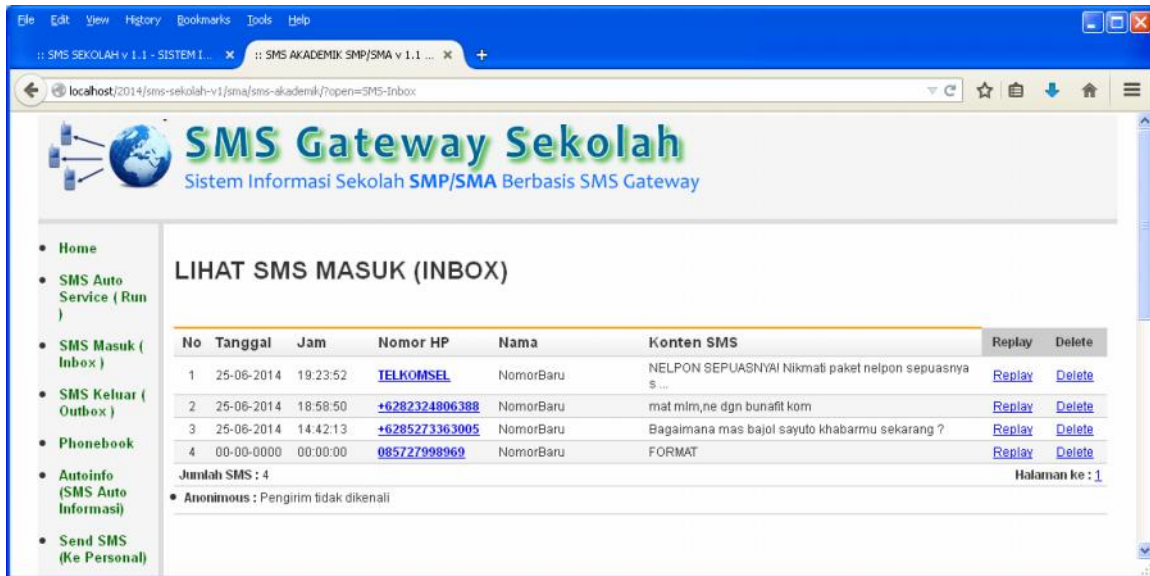 File Edit View History Bookmarks Tools Help
:: SMS SEKOLAH v 1.1 - SISTEM I... × :: SMS AKADEMIK SMP/SMA v 1.1 ... × +
localhost/2014/sms-sekolah-v1/sma/sms-akademik/?open=SMS-Inbox
SMS Gateway Sekolah
Sistem Informasi Sekolah SMP/SMA Berbasis SMS Gateway
• Home
• SMS Auto
Service ( Run
)
• SMS Masuk (
Inbox )
• SMS Keluar (
Outbox )
• Phonebook
• Autoinfo
(SMS Auto
Informasi)
• Send SMS
(Ke Personal)
LIHAT SMS MASUK (INBOX)
No Tanggal Jam Nomor HP Nama Konten SMS Replay Delete
1 25-06-2014 19:23:52 TELKOMSEL NomorBaru NELPON SEPUASNYA! Nikmati paket nelpon sepuasnya
s ... Replay Delete
2 25-06-2014 18:58:50 +6282324806388 NomorBaru mat mlm,ne dgn bunafit kom Replay Delete
3 25-06-2014 14:42:13 +6285273363005 NomorBaru Bagaimana mas bajol sayuto khabarmu sekarang ? Replay Delete
4 00-00-0000 00:00:00 085727998969 NomorBaru FORMAT Replay Delete
Jumlah SMS : 4 Halaman ke : 1
• Anonimous : Pengirim tidak dikenali